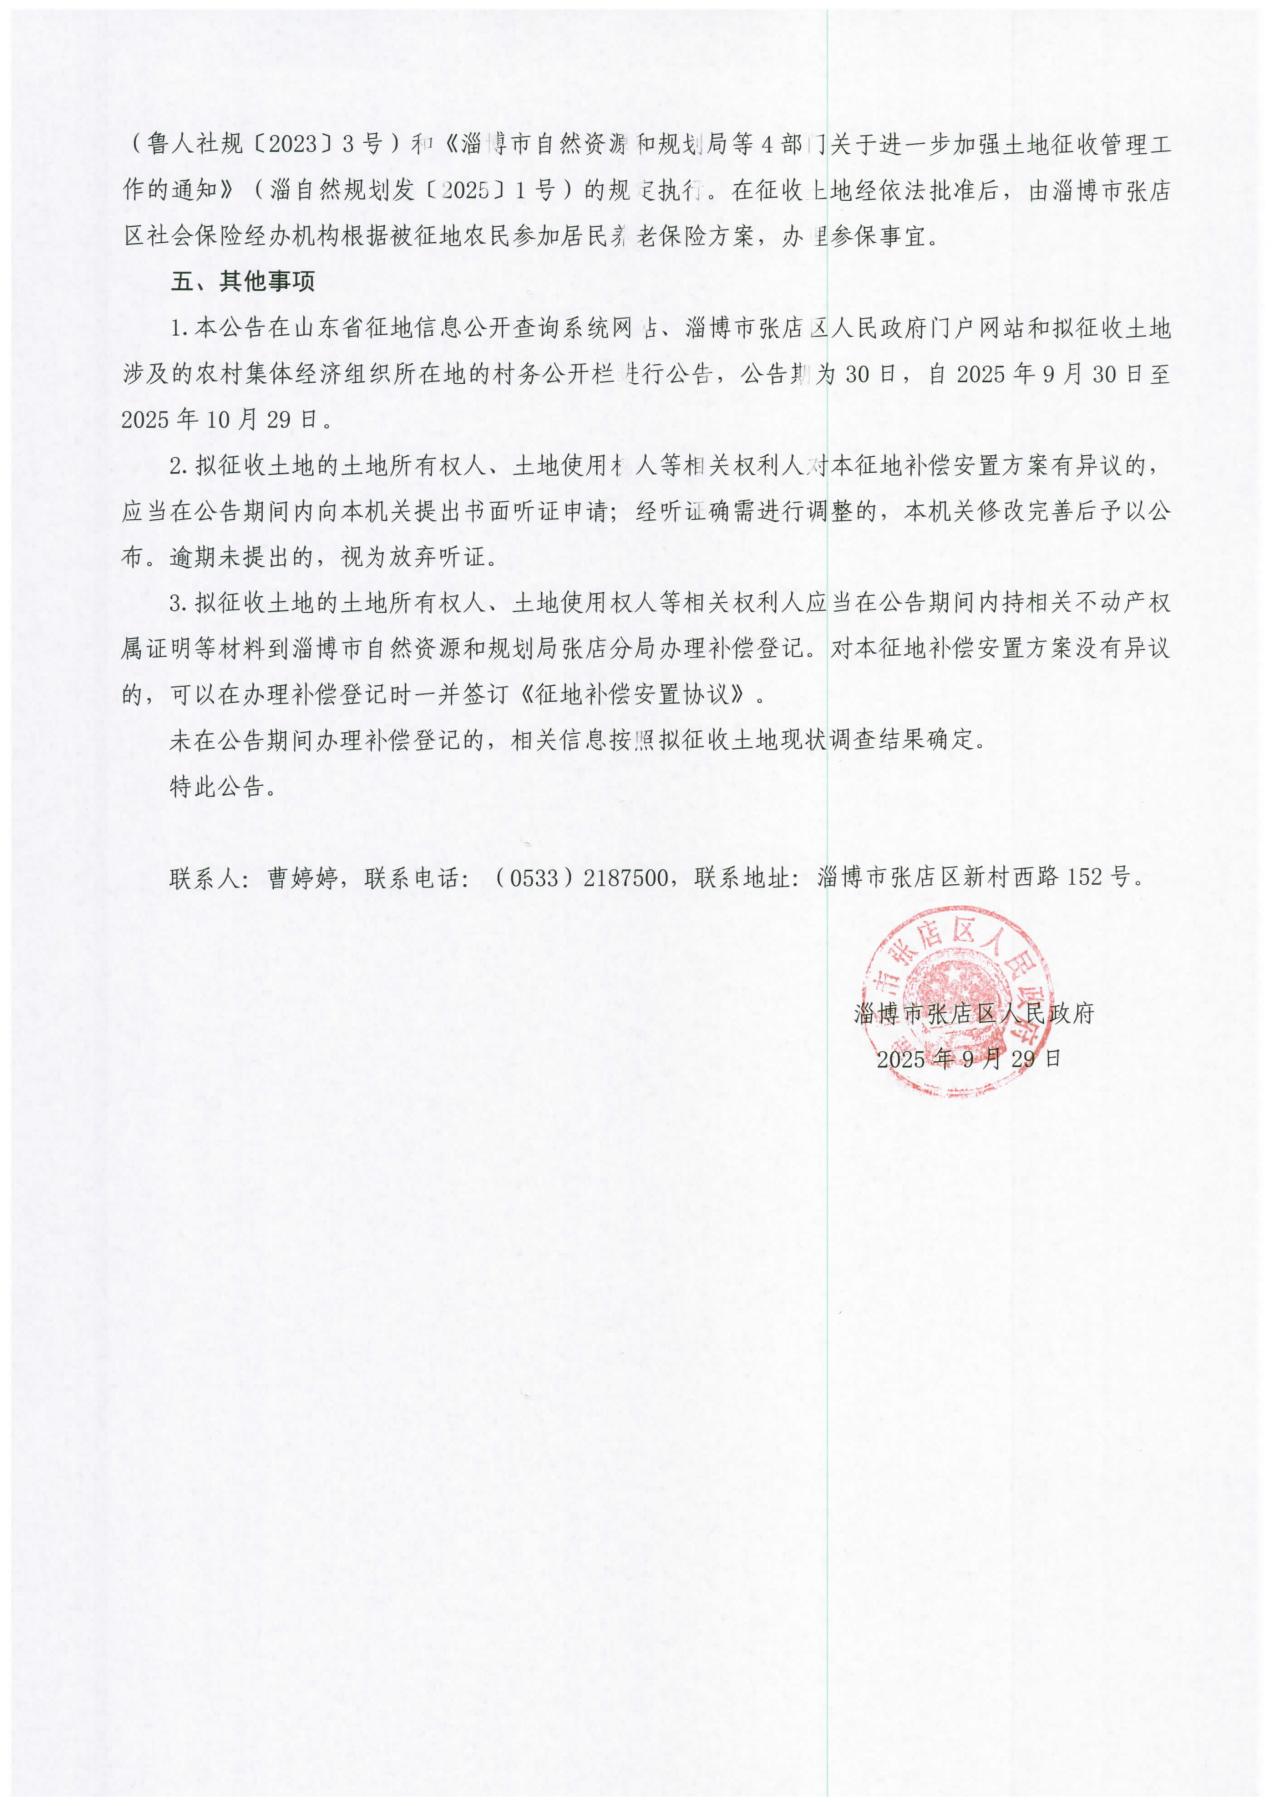 （鲁人社规〔2023〕3号）和《淄博市自然资源和规划局等4部门关于进一步加强土地征收管理工
作的通知》（淄自然规划发〔2025〕1号）的规定执行。在征收土地经依法批准后，由淄博市张店
区社会保险经办机构根据被征地农民参加居民养老保险方案，办理参保事宜。
五、其他事项
1.本公告在山东省征地信息公开查询系统网站、淄博市张店区人民政府门户网站和拟征收土地
涉及的农村集体经济组织所在地的村务公开栏进行公告，公告期为30日，自2025年9月30日至
2025年10月29日。
2.拟征收土地的土地所有权人、土地使用权人等相关权利人对本征地补偿安置方案有异议的，
应当在公告期间内向本机关提出书面听证申请；经听证确需进行调整的，本机关修改完善后予以公
布。逾期未提出的，视为放弃听证。
3.拟征收土地的土地所有权人、土地使用权人等相关权利人应当在公告期间内持相关不动产权
属证明等材料到淄博市自然资源和规划局张店分局办理补偿登记。对本征地补偿安置方案没有异议
的，可以在办理补偿登记时一并签订《征地补偿安置协议》。
未在公告期间办理补偿登记的，相关信息按照拟征收土地现状调查结果确定。
特此公告。
联系人：曹婷婷，联系电话：（0533）2187500，联系地址：淄博市张店区新村西路152号。
市张店区人民政府
淄博市张店区人民政府
2025年9月29日